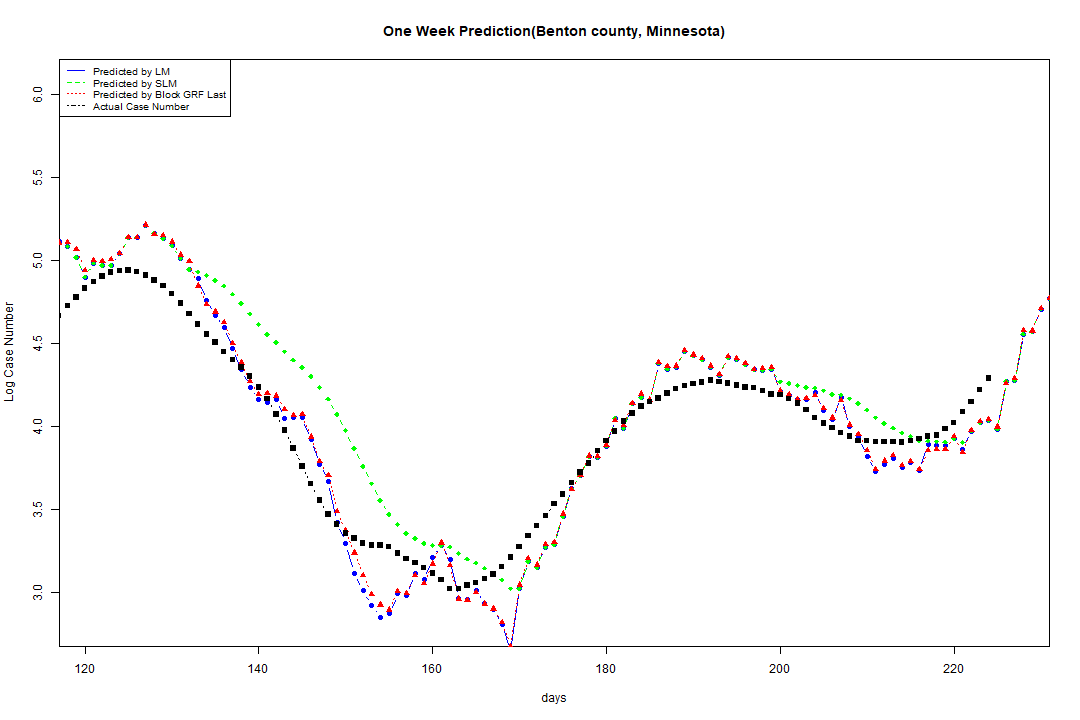 One Week Prediction(Benton county, Minnesota)
Predicted by LM
Predicted by SLM
Predicted by Block GRF Last
Actual Case Number
6.0
5.5
5.0
4.5
4.0
3.5
3.0
Log Case Number
120 140 160 180 200 220
days